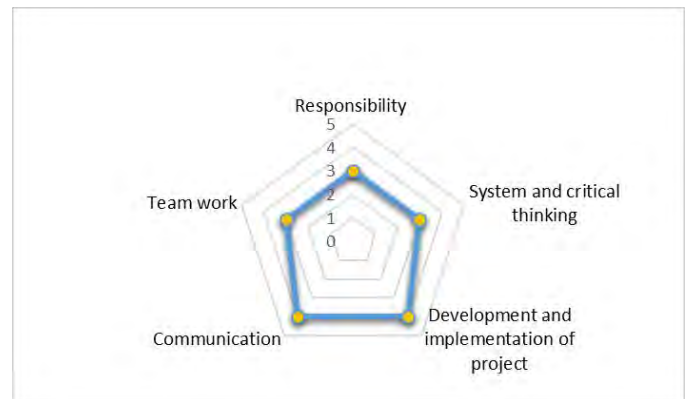 Responsibility
5
4
3
2
1
0
Team work
System and critical
thinking
Communication
Development and
implementation of
project